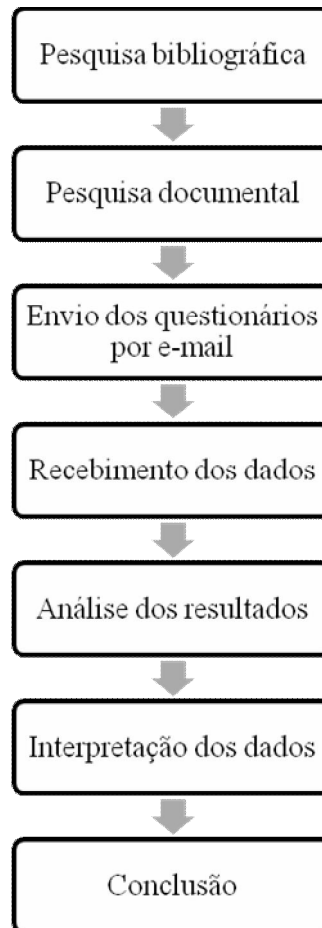 Pesquisa bibliográfica
Pesquisa documental
Envio dos questionários
por e-mail
Recebimento dos dados
Análise dos resultados
Interpretação dos dados
Conclusão